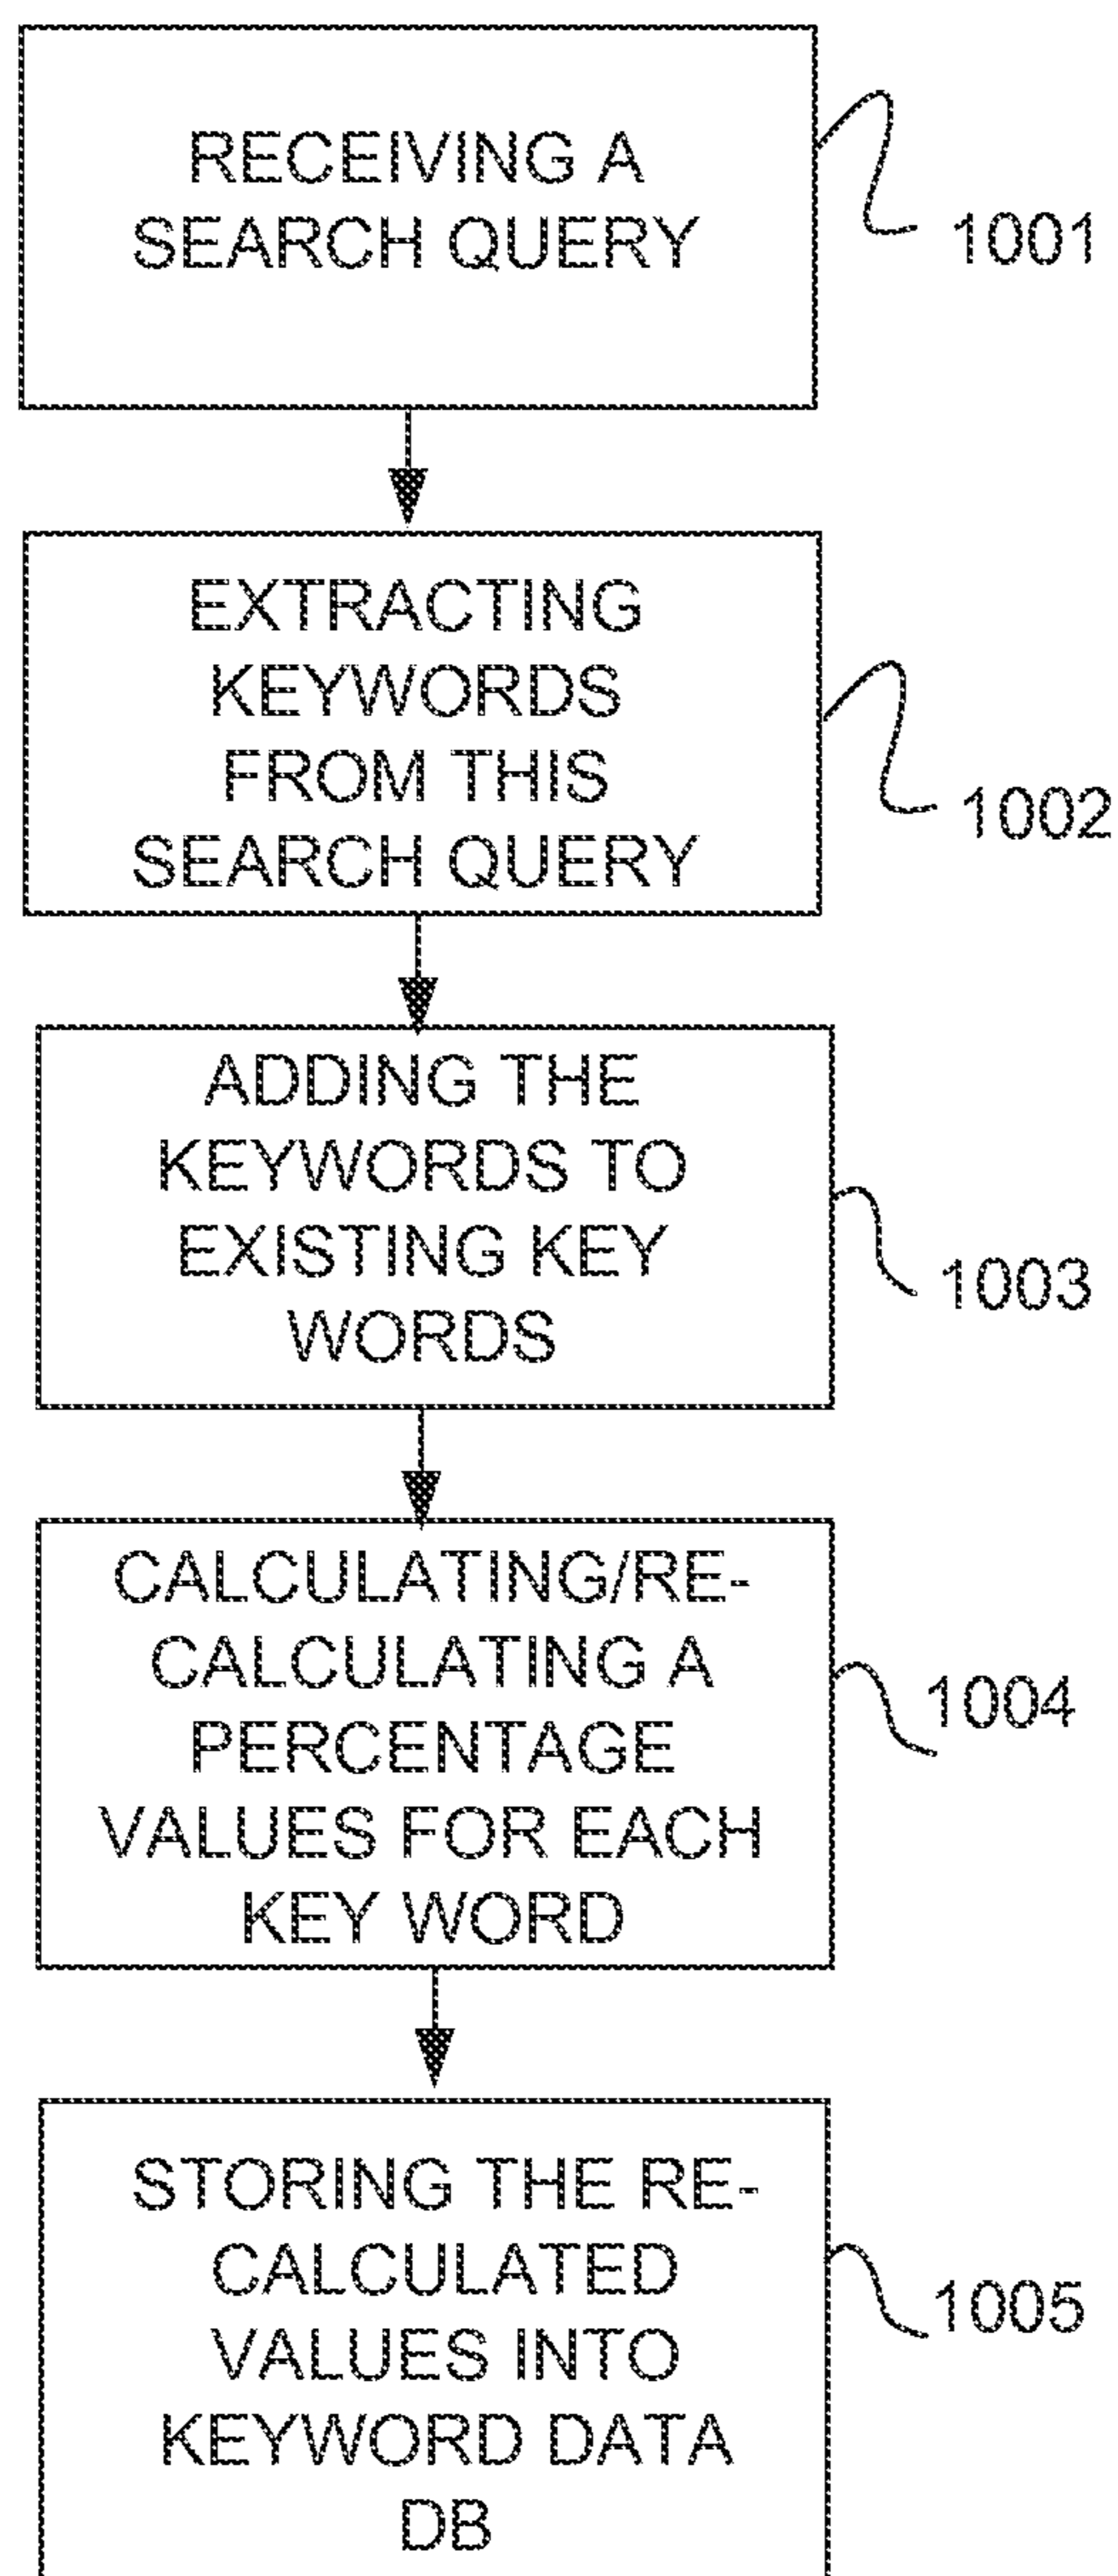 RECEIVING A
SEARCH QUERY
1001
EXTRACTING
KEYWORDS
FROM THIS
SEARCH QUERY
1002
ADDING THE
KEYWORDS TO
EXISTING KEY
WORDS
1003
CALCULATING/RE-
CALCULATING A
PERCENTAGE
VALUES FOR EACH
KEY WORD
1004
STORING THE RE-
CALCULATED
VALUES INTO
KEYWORD DATA
DB
1005